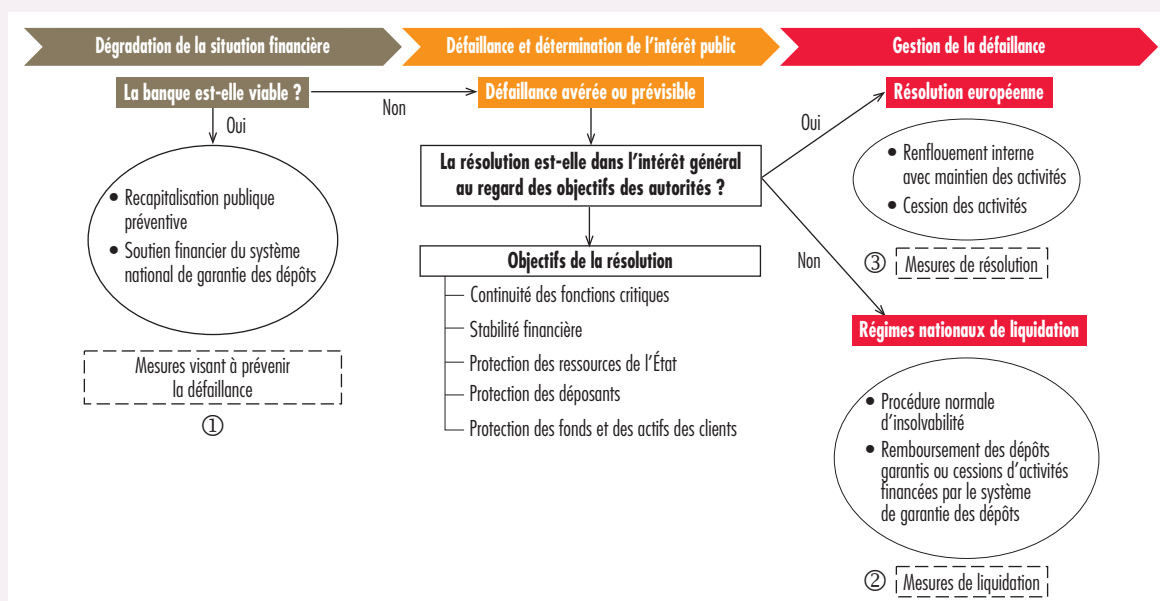 Dégradation de la situation financière
Défaillance et détermination de l'intérêt public
Gestion de la défaillance
La banque est-elle viable ?
Non
Défaillance avérée ou prévisible
Oui
Résolution européenne
Oui
• Recapitalisation publique
préventive
• Soutien financier du système
national de garantie des dépôts
Mesures visant à prévenir
la défaillance
①
La résolution est-elle dans l'intérêt général
au regard des objectifs des autorités ?
Objectifs de la résolution
Continuité des fonctions critiques
Stabilité financière
Protection des ressources de l'État
Protection des déposants
Protection des fonds et des actifs des clients
• Renflouement interne
avec maintien des activités
• Cession des activités
③ Mesures de résolution
Non
Régimes nationaux de liquidation
• Procédure normale
d'insolvabilité
• Remboursement des dépôts
garantis ou cessions d'activités
financées par le système
de garantie des dépôts
② Mesures de liquidation